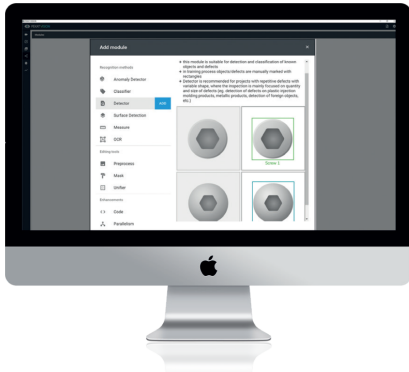 Add module
×
Recognition methods
Anomaly Detector
Classifier
Detector
ADD
Surface Detection
Measure
OCR
Editing tools
Preprocess
Mask
Unifier
Enhancements
Code
Parallelism
this module is suitable for detection and classification of known
objects and defects
In training process objects/defects are manually marked with
rectangles
Detector is recommended for projects with repetitive defects with
variable shape, where the inspection is mainly focused on quantity
and size of defects (eg. detection of defects on plastic injection
molding products, metallic products, detection of foreign objects,
etc.)
Screw 1